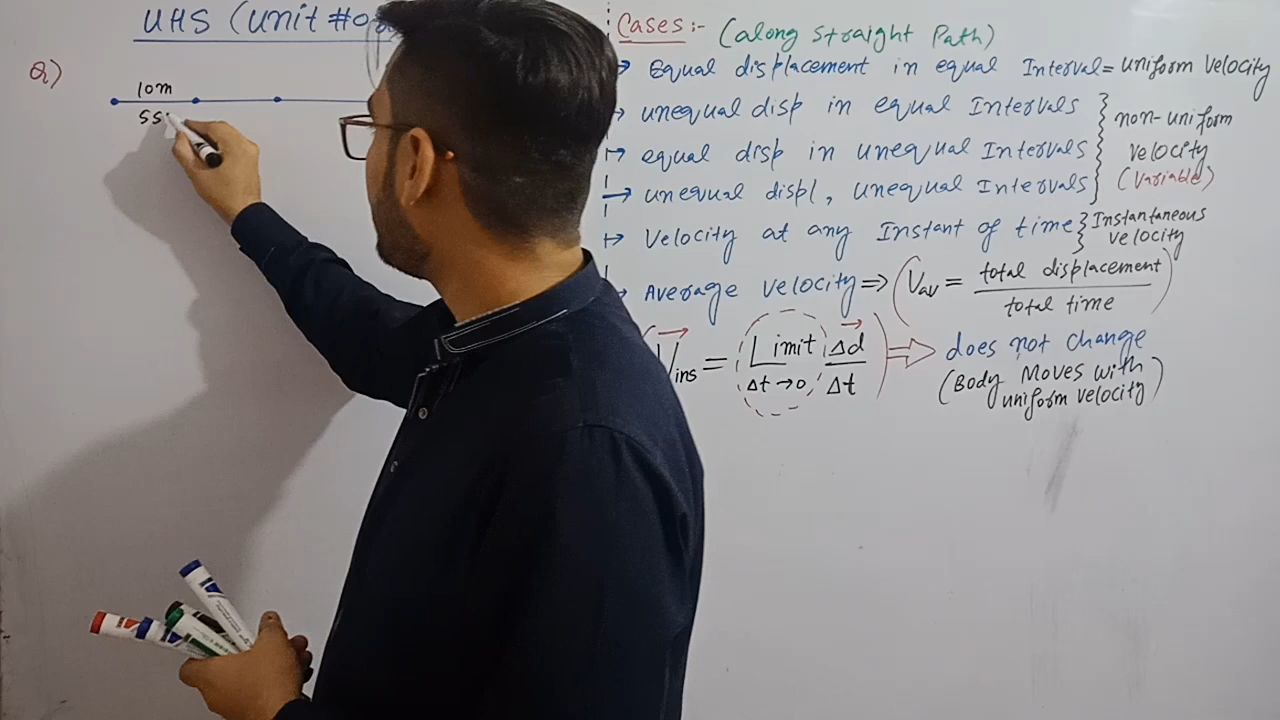 UHS (Unit #0
Q)
10m
Cases:- (along straight Path)
Equal displacement in equal Interval = uniform velocity
unequal disp in equal Intervals
equal disp in unequal Intervals
unequal displ, unequal Intervals
non-uniform
velocity
(variable)
Velocity at any Instant of time
Instantaneous
velocity
Average velocity ⇒ (Vav = total displacement
total time
Vins = Limit Δd
Δt→0 Δt
does not change
(Body Moves with
uniform velocity)